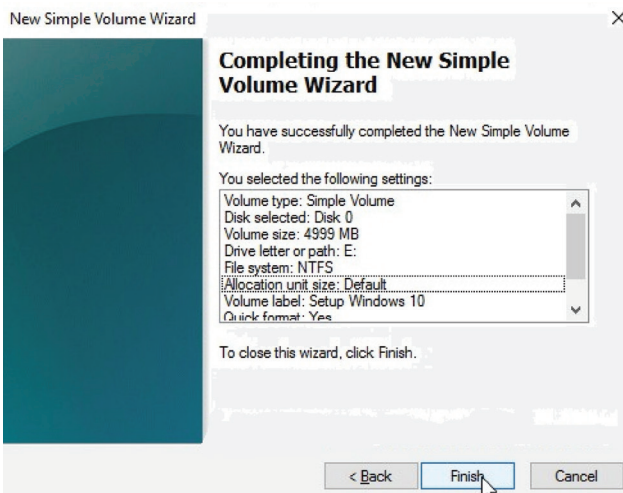 New Simple Volume Wizard
Completing the New Simple
Volume Wizard
You have successfully completed the New Simple Volume
Wizard.
You selected the following settings:
Volume type: Simple Volume
Disk selected: Disk 0
Volume size: 4999 MB
Drive letter or path: E:
File system: NTFS
Allocation unit size: Default
Volume label: Setup Windows 10
Quick format: Yes
To close this wizard, click Finish.
< Back
Finish
Cancel